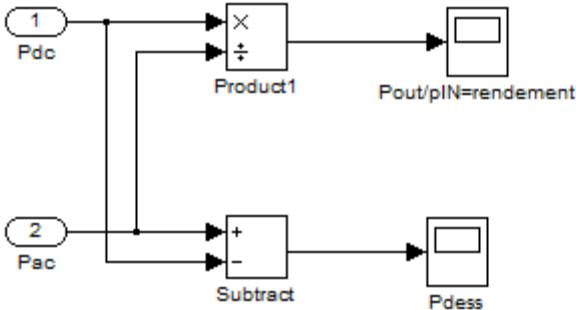 1
Pdc
×
÷
Product1
Pout/pIN=rendement
2
Pac
+
−
Subtract
Pdess